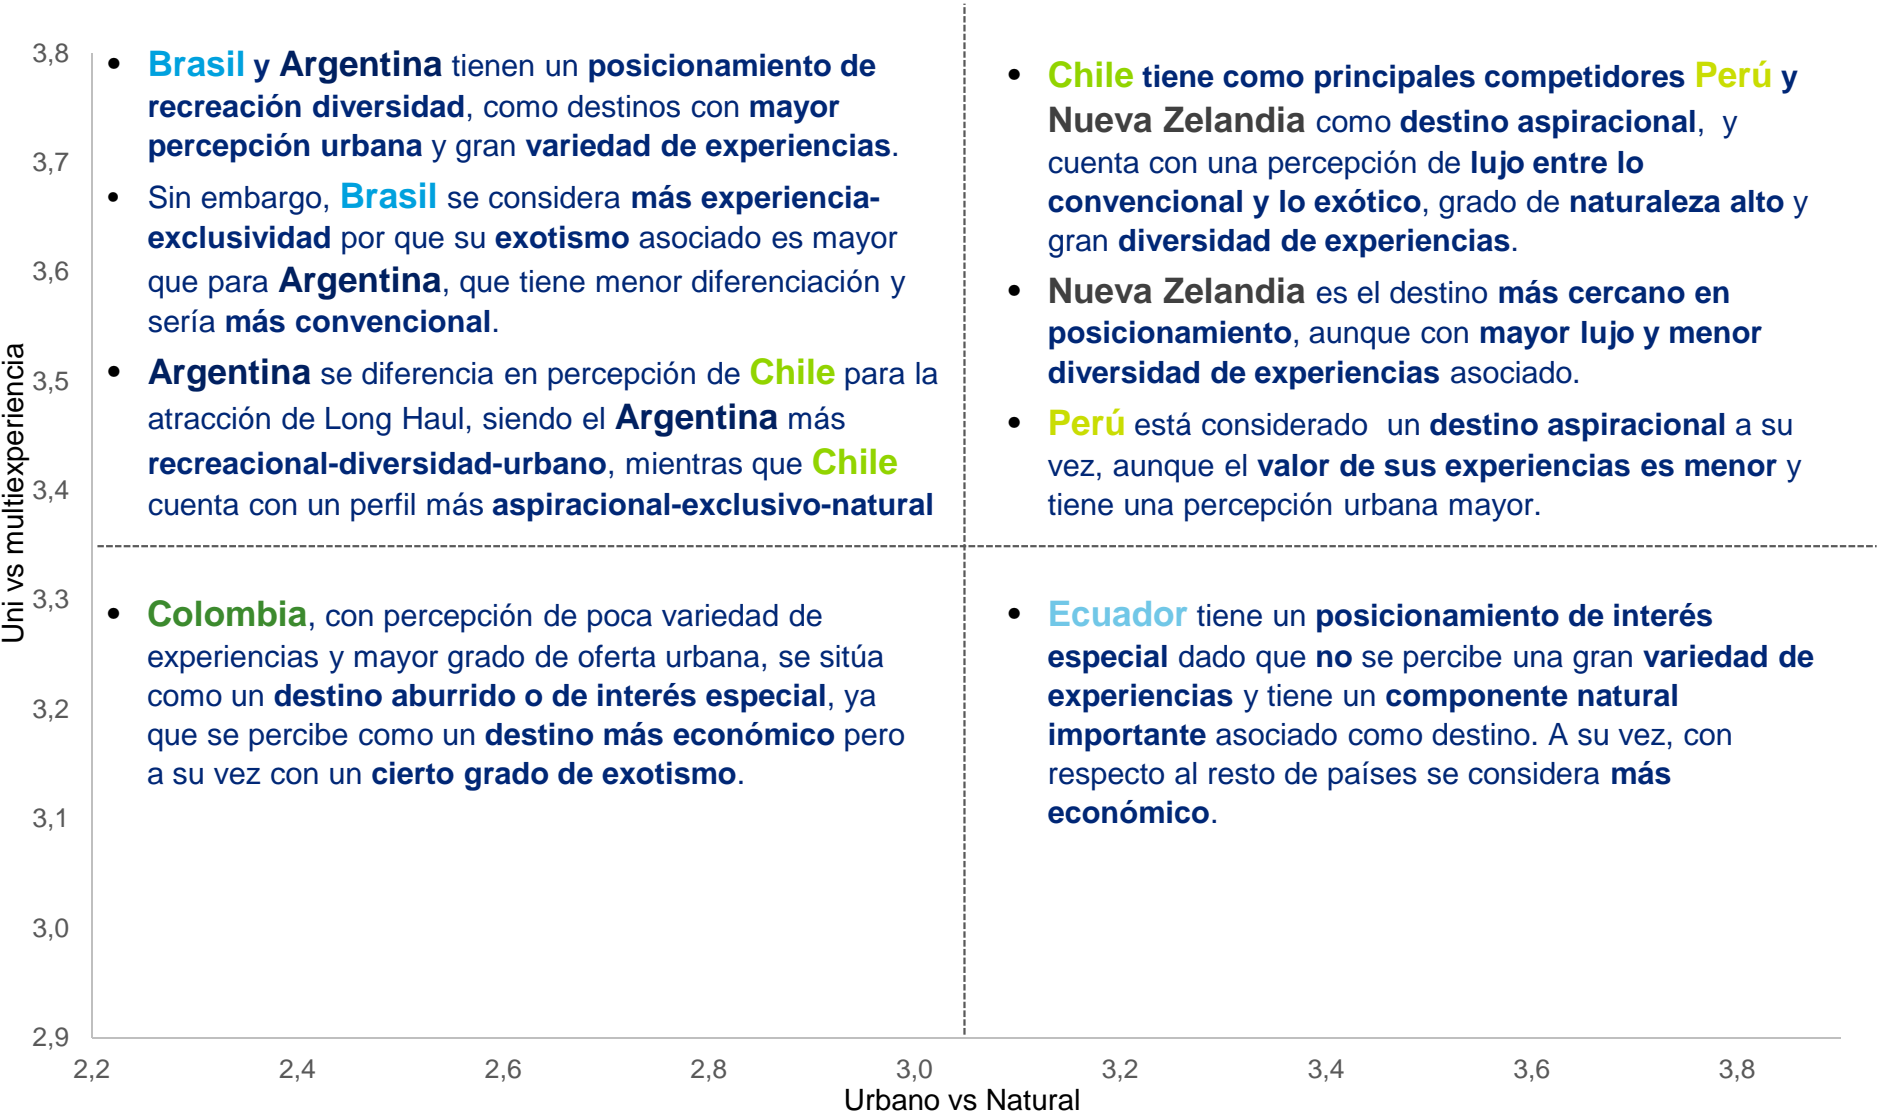 3,8
3,7
3,6
3,5
3,4
3,3
3,2
3,1
3,0
2,9
Uni vs multiexperiencia
• Brasil y Argentina tienen un posicionamiento de
recreación diversidad, como destinos con mayor
percepción urbana y gran variedad de experiencias.
• Sin embargo, Brasil se considera más experiencia-
exclusividad por que su exotismo asociado es mayor
que para Argentina, que tiene menor diferenciación y
sería más convencional.
• Argentina se diferencia en percepción de Chile para la
atracción de Long Haul, siendo el Argentina más
recreacional-diversidad-urbano, mientras que Chile
cuenta con un perfil más aspiracional-exclusivo-natural
• Chile tiene como principales competidores Perú y
Nueva Zelandia como destino aspiracional, y
cuenta con una percepción de lujo entre lo
convencional y lo exótico, grado de naturaleza alto y
gran diversidad de experiencias.
• Nueva Zelandia es el destino más cercano en
posicionamiento, aunque con mayor lujo y menor
diversidad de experiencias asociado.
• Perú está considerado un destino aspiracional a su
vez, aunque el valor de sus experiencias es menor y
tiene una percepción urbana mayor.
• Colombia, con percepción de poca variedad de
experiencias y mayor grado de oferta urbana, se sitúa
como un destino aburrido o de interés especial, ya
que se percibe como un destino más económico pero
a su vez con un cierto grado de exotismo.
• Ecuador tiene un posicionamiento de interés
especial dado que no se percibe una gran variedad de
experiencias y tiene un componente natural
importante asociado como destino. A su vez, con
respecto al resto de países se considera más
económico.
2,2 2,4 2,6 2,8 3,0 3,2 3,4 3,6 3,8
Urbano vs Natural